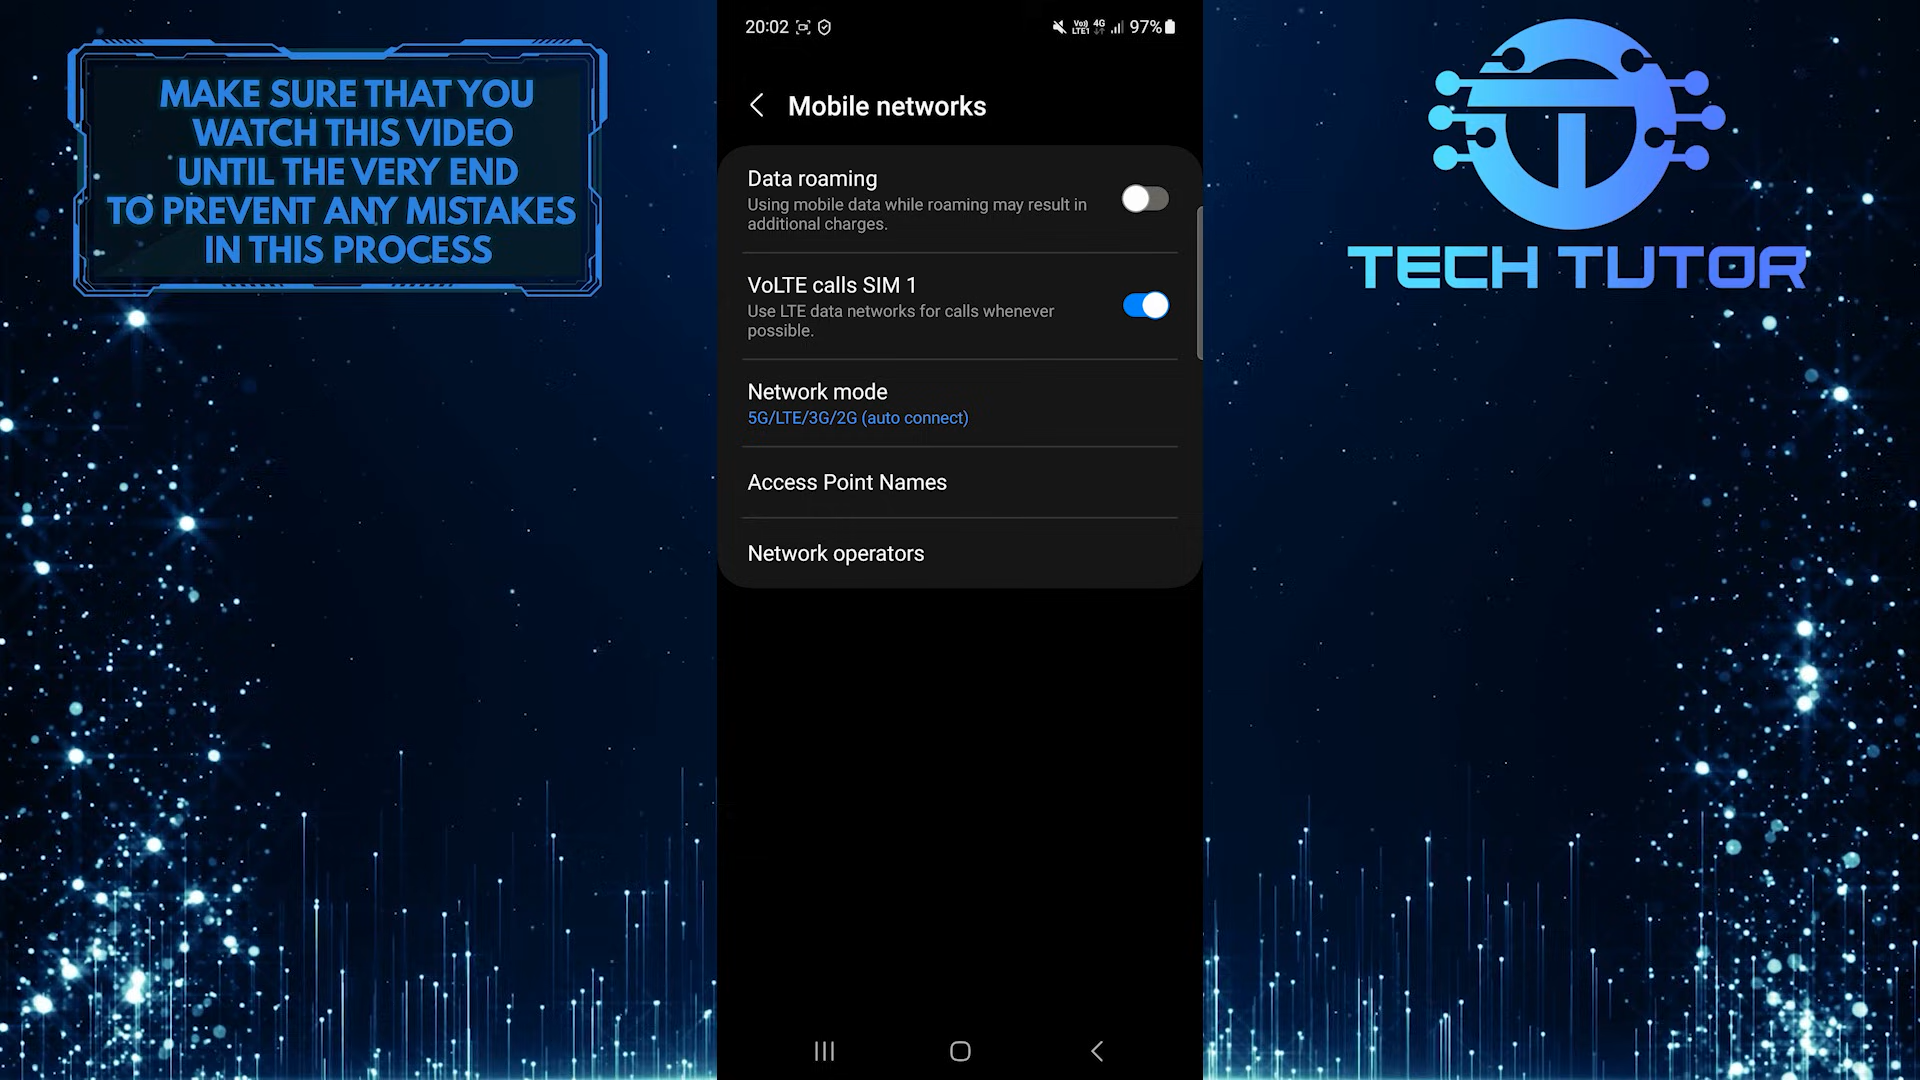 MAKE SURE THAT YOU
WATCH THIS VIDEO
UNTIL THE VERY END
TO PREVENT ANY MISTAKES
IN THIS PROCESS
20:02
Vo))
LTE1
4G
97%
Mobile networks
Data roaming
Using mobile data while roaming may result in
additional charges.
VoLTE calls SIM 1
Use LTE data networks for calls whenever
possible.
Network mode
5G/LTE/3G/2G (auto connect)
Access Point Names
Network operators
TECH TUTOR